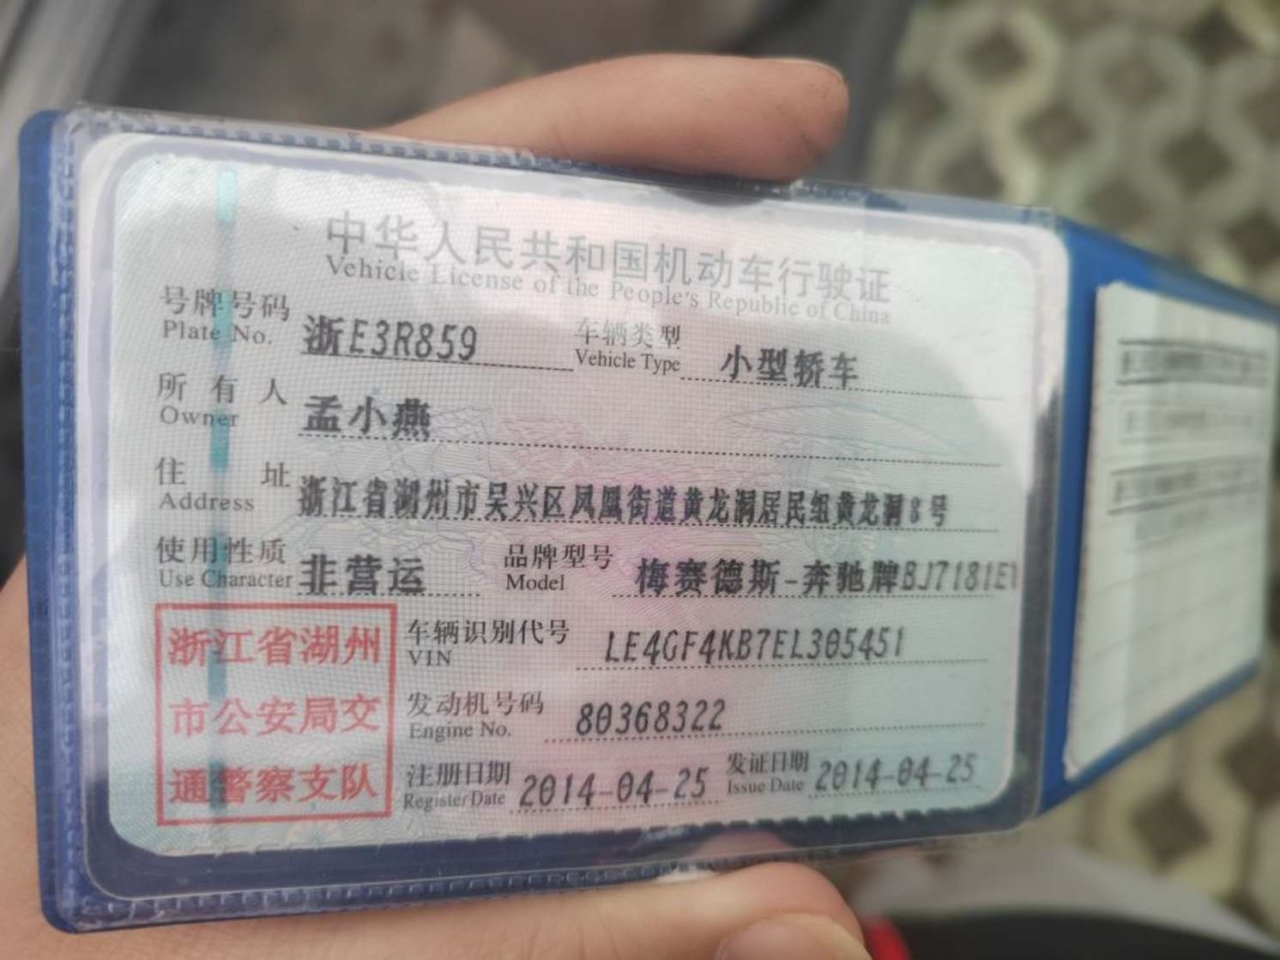 中华人民共和国机动车行驶证
Vehicle License of the People's Republic of China
号牌号码 浙E3R859 车辆类型 小型轿车
Plate No. Vehicle Type
所有人 孟小燕
Owner
住址 浙江省湖州市吴兴区凤凰街道黄龙洞居民组黄龙洞8号
Address
使用性质 非营运 品牌型号 梅赛德斯-奔驰牌BJ7181E
Use Character Model
浙江省湖州
市公安局交
通警察支队
车辆识别代号 LE4GF4KB7EL305451
VIN
发动机号码 80368322
Engine No.
注册日期 2014-04-25 发证日期 2014-04-25
Register Date Issue Date